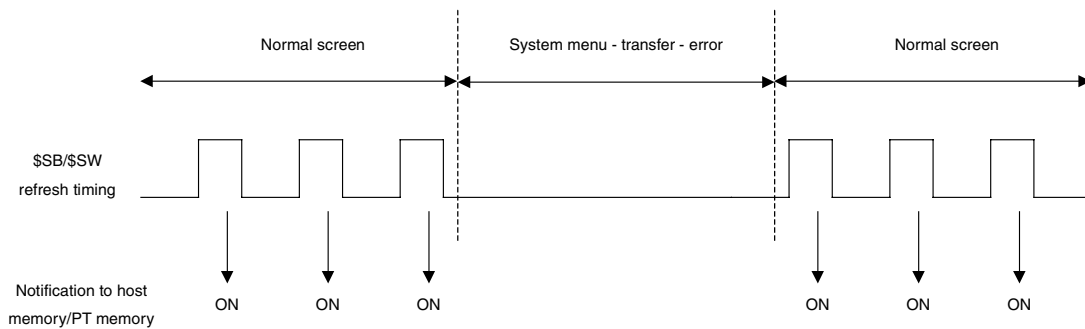 Normal screen
System menu - transfer - error
Normal screen
$SB/$SW
refresh timing
Notification to host
memory/PT memory
ON
ON
ON
ON
ON
ON